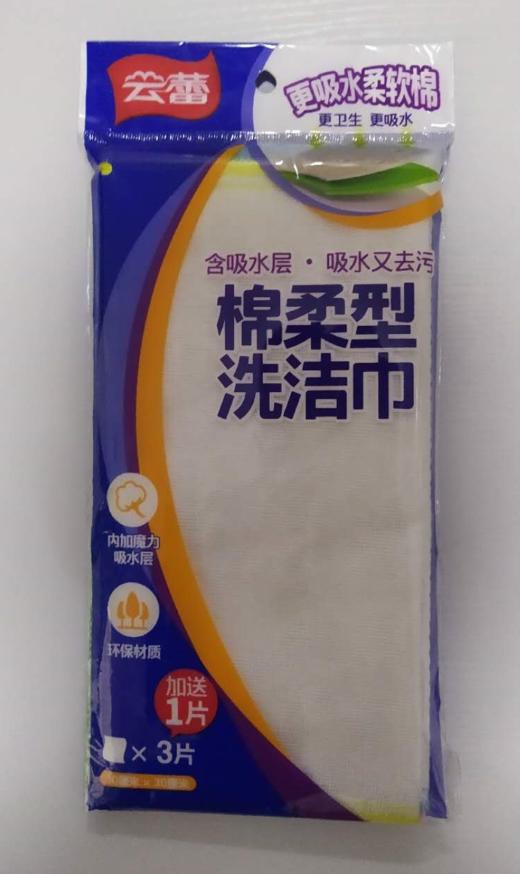 云蕾
更吸水柔软棉
更卫生 更吸水
含吸水层·吸水又去污
棉柔型
洗洁巾
内加魔力
吸水层
环保材质
加送
1片
× 3片